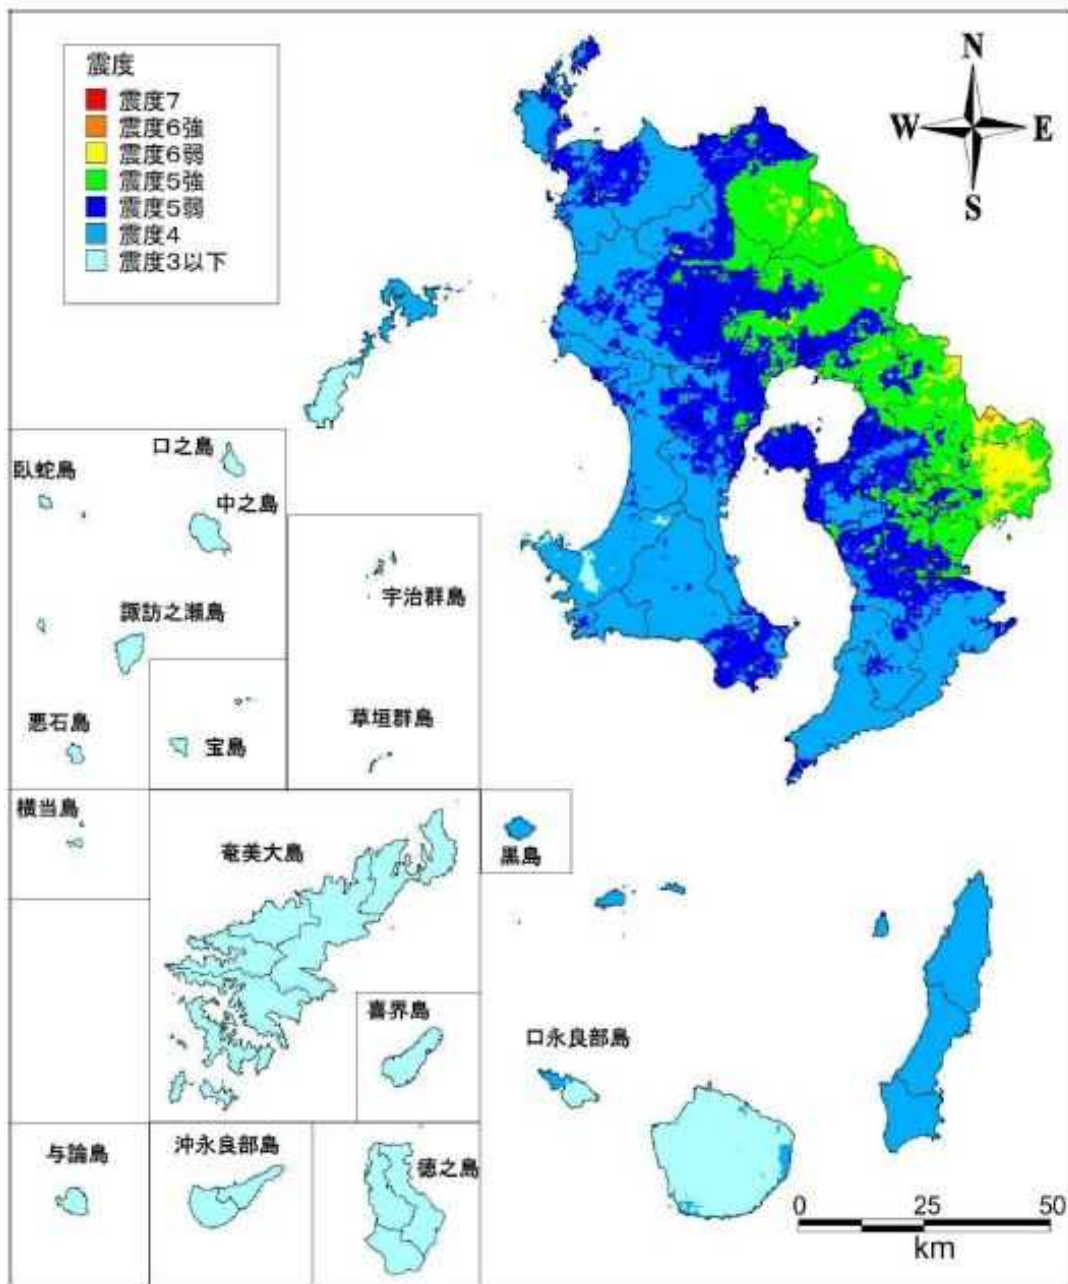 震度
震度7
震度6強
震度6弱
震度5強
震度5弱
震度4
震度3以下
N
W
E
S
口之島
臥蛇島
中之島
諏訪之瀬島
悪石島
宝島
宇治群島
草垣群島
横当島
奄美大島
黒島
喜界島
口永良部島
与論島
沖永良部島
徳之島
0 25 50
km